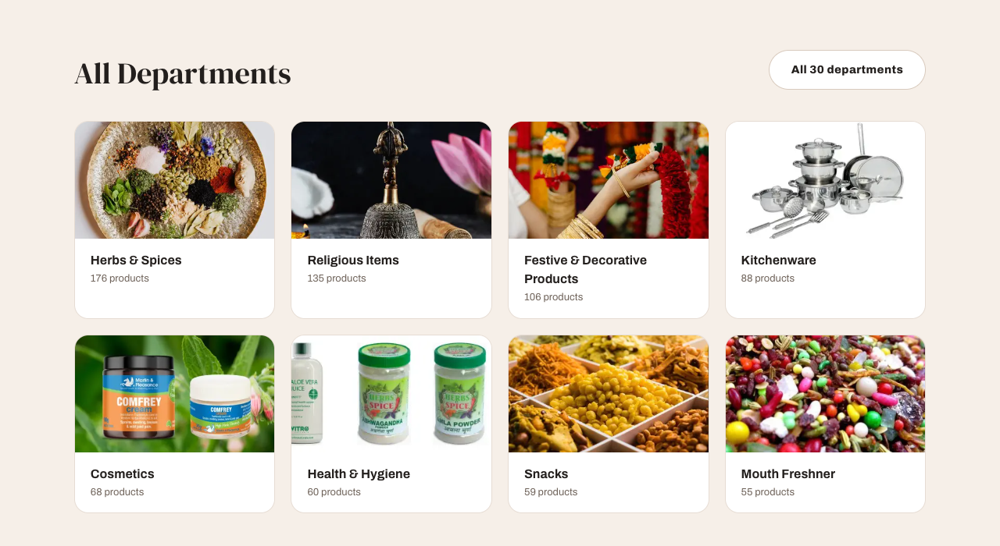 All Departments
All 30 departments
Herbs & Spices
176 products
Religious Items
135 products
Festive & Decorative
Products
106 products
Kitchenware
88 products
Martin &
Pleasance
COMFREY
cream
COMFREY
ALOE VERA
JUICE
HERBS
SPICE
ASHWAGANDHA
POWDER
HERBS
SPICE
AMLA POWDER
आमला चूर्ण
Cosmetics
68 products
Health & Hygiene
60 products
Snacks
59 products
Mouth Freshner
55 products